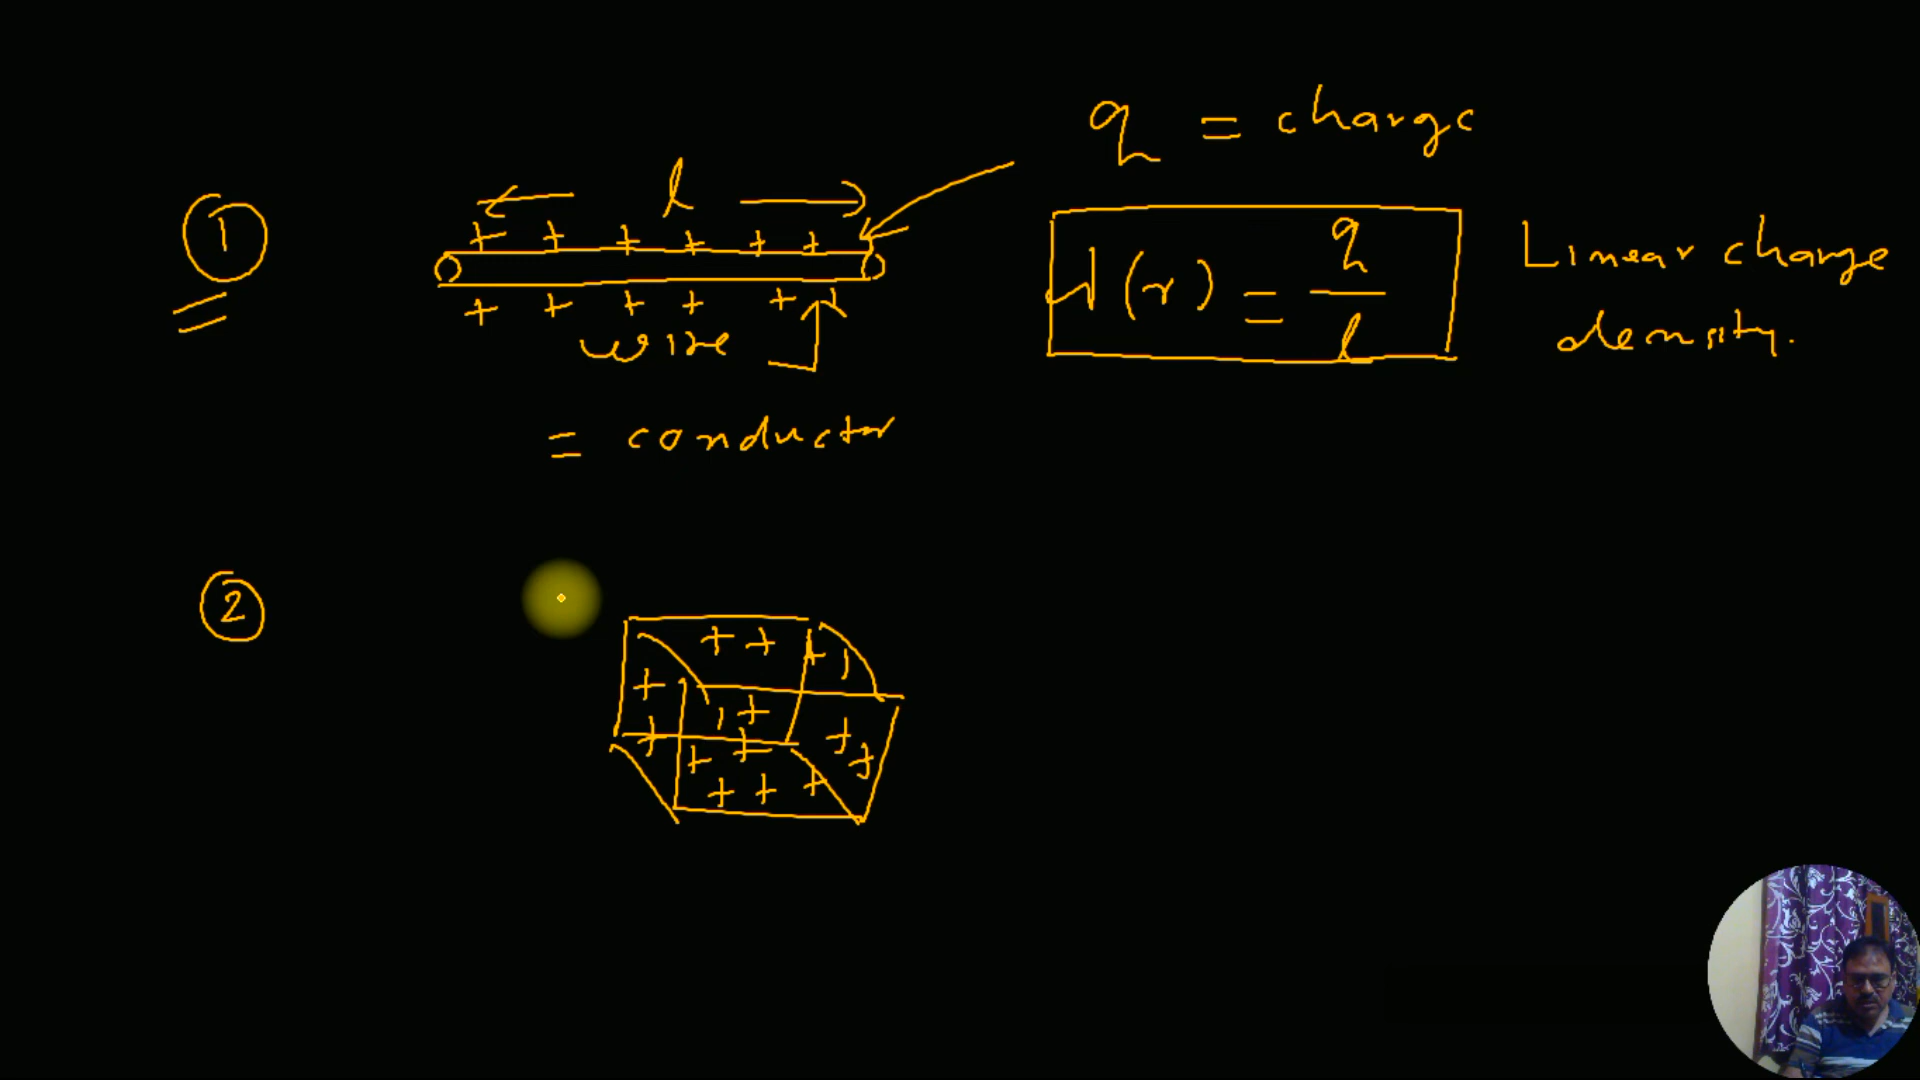 q = charge
①
l
+ + + + + +
+ + + + + +
wire
= conductor
λ(r) = q/l
Linear charge
density.
②
+ + +
+ +
+ + +
+ + +
+ + +